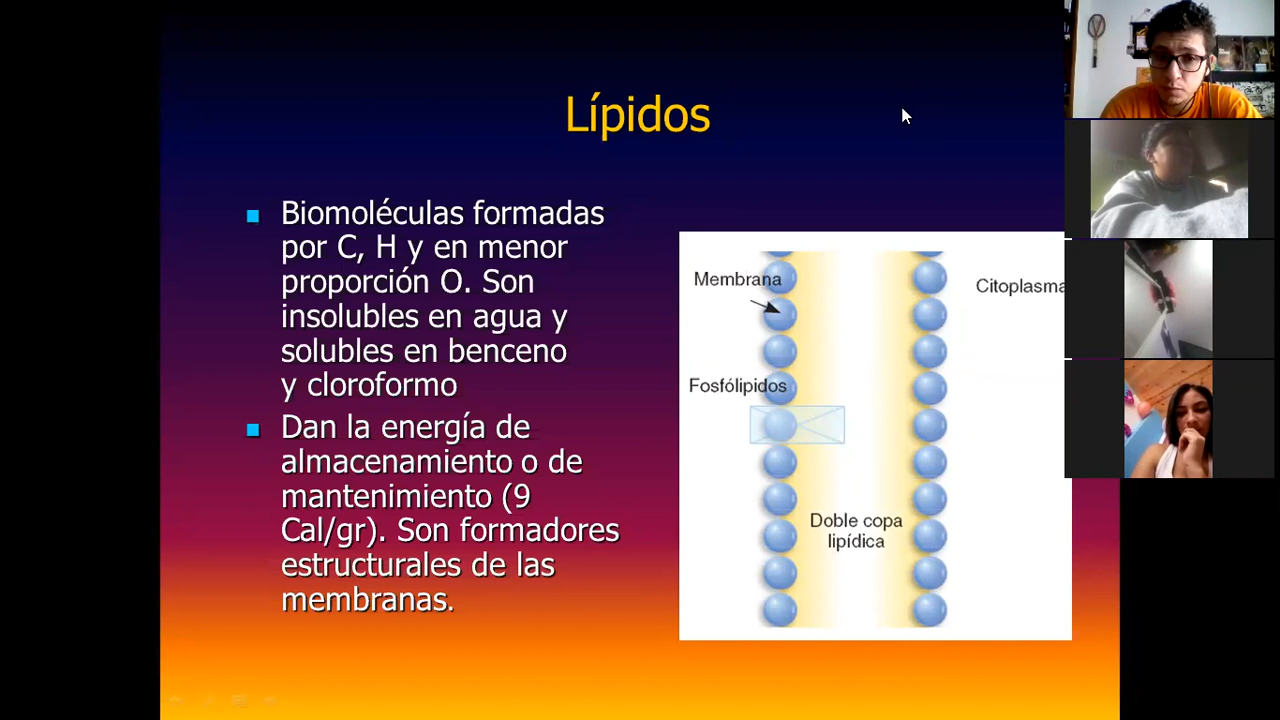 Lípidos
Biomoléculas formadas
por C, H y en menor
proporción O. Son
insolubles en agua y
solubles en benceno
y cloroformo
Dan la energía de
almacenamiento o de
mantenimiento (9
Cal/gr). Son formadores
estructurales de las
membranas.
Membrana
Citoplasma
Fosfólipidos
Doble copa
lipídica